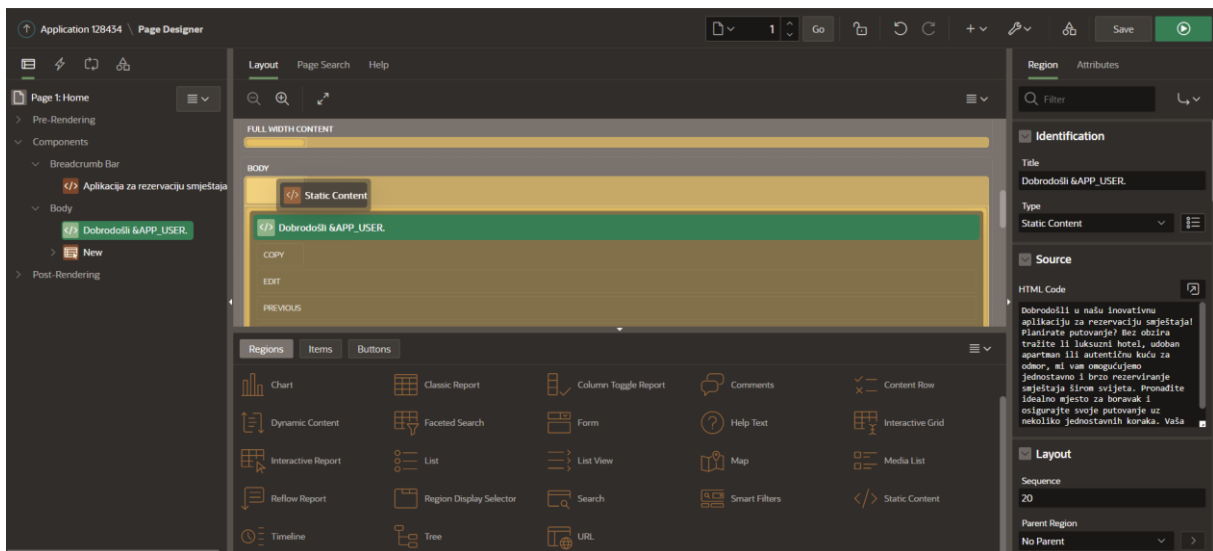 Application 128434 \ Page Designer
1
Go
Save
Layout
Page Search
Help
Region
Attributes
Page 1: Home
Pre-Rendering
Components
Breadcrumb Bar
Aplikacija za rezervaciju smještaja
Body
Dobrodošli &APP_USER.
New
Post-Rendering
FULL WIDTH CONTENT
BODY
Static Content
Dobrodošli &APP_USER.
COPY
EDIT
PREVIOUS
Regions
Items
Buttons
Chart
Classic Report
Column Toggle Report
Comments
Content Row
Dynamic Content
Faceted Search
Form
Help Text
Interactive Grid
Interactive Report
List
List View
Map
Media List
Reflow Report
Region Display Selector
Search
Smart Filters
Static Content
Timeline
Tree
URL
Filter
Identification
Title
Dobrodošli &APP_USER.
Type
Static Content
Source
HTML Code
Dobrodošli u našu inovativnu
aplikaciju za rezervaciju smještaja!
Planirate putovanje? Bez obzira
tražite li luksuzni hotel, udoban
apartman ili autentičnu kuću za
odmor, mi vam omogućujemo
jednostavno i brzo rezerviranje
smještaja širom svijeta. Pronađite
idealno mjesto za boravak i
osigurajte svoje putovanje uz
nekoliko jednostavnih koraka. Vaša
Layout
Sequence
20
Parent Region
No Parent